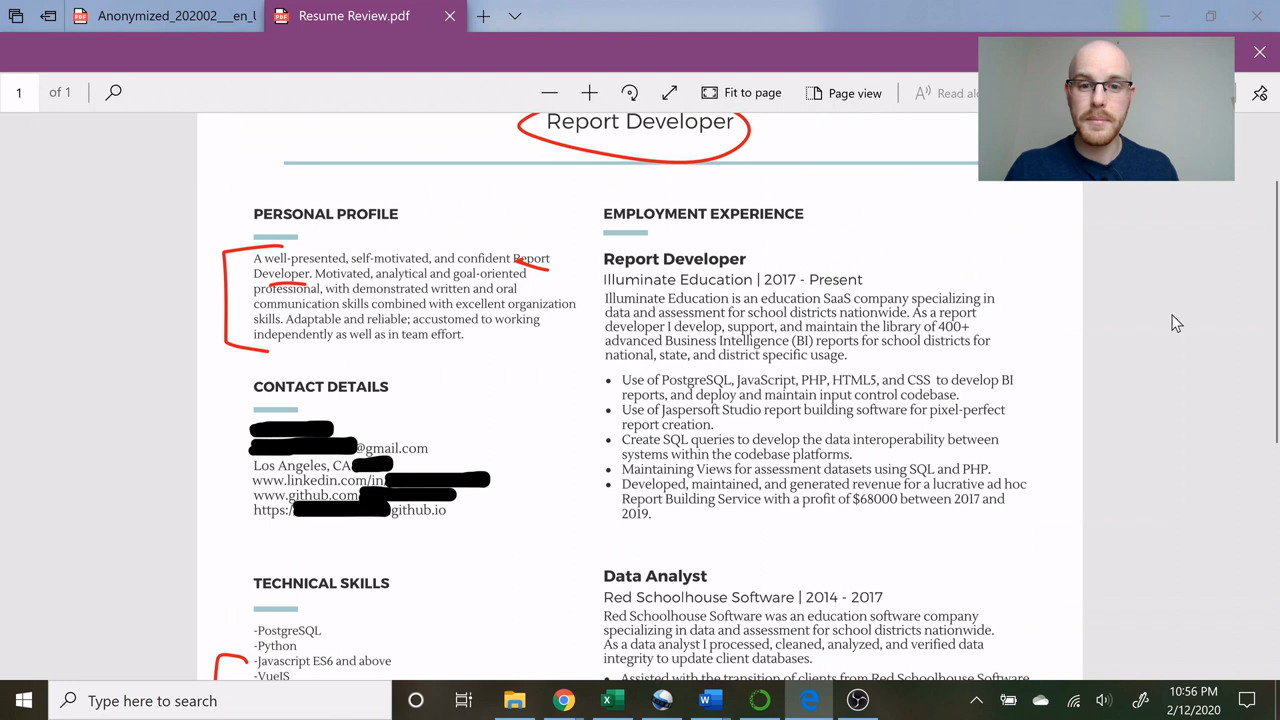 Anonymized_202002___en_
Resume Review.pdf
1 of 1
Fit to page
Page view
Read
Report Developer
PERSONAL PROFILE
A well-presented, self-motivated, and confident Report
Developer. Motivated, analytical and goal-oriented
professional, with demonstrated written and oral
communication skills combined with excellent organization
skills. Adaptable and reliable; accustomed to working
independently as well as in team effort.
CONTACT DETAILS
@gmail.com
Los Angeles, CA
www.linkedin.com/in
www.github.com
https:/
github.io
TECHNICAL SKILLS
-PostgreSQL
-Python
-Javascript ES6 and above
-VueJS
EMPLOYMENT EXPERIENCE
Report Developer
Illuminate Education | 2017 - Present
Illuminate Education is an education SaaS company specializing in
data and assessment for school districts nationwide. As a report
developer I develop, support, and maintain the library of 400+
advanced Business Intelligence (BI) reports for school districts for
national, state, and district specific usage.
• Use of PostgreSQL, JavaScript, PHP, HTML5, and CSS to develop BI
reports, and deploy and maintain input control codebase.
• Use of Jaspersoft Studio report building software for pixel-perfect
report creation.
• Create SQL queries to develop the data interoperability between
systems within the codebase platforms.
• Maintaining Views for assessment datasets using SQL and PHP.
• Developed, maintained, and generated revenue for a lucrative ad hoc
Report Building Service with a profit of $68000 between 2017 and
2019.
Data Analyst
Red Schoolhouse Software | 2014 - 2017
Red Schoolhouse Software was an education software company
specializing in data and assessment for school districts nationwide.
As a data analyst I processed, cleaned, analyzed, and verified data
integrity to update client databases.
• Assisted with the transition of clients from Red Schoolhouse Software
Type here to search
10:56 PM
2/12/2020